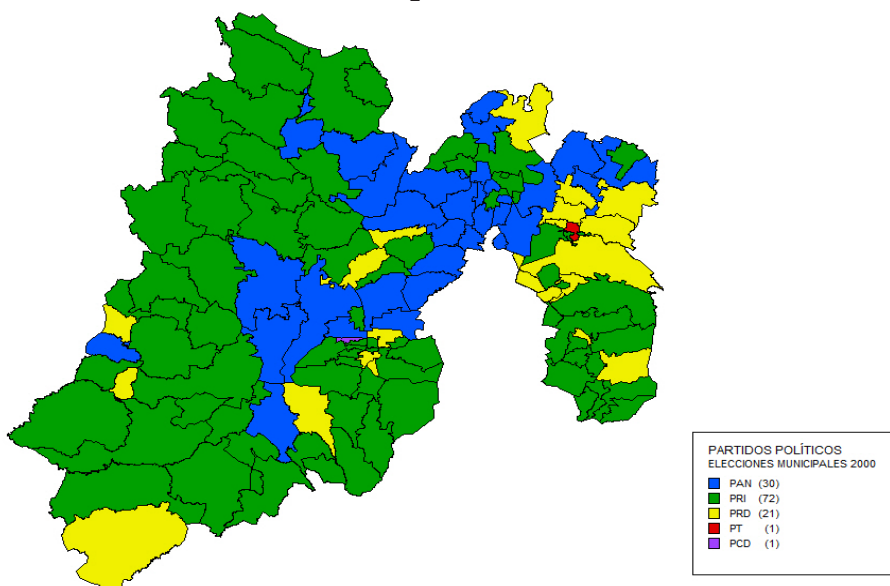 PARTIDOS POLÍTICOS
ELECCIONES MUNICIPALES 2000
PAN (30)
PRI (72)
PRD (21)
PT (1)
PCD (1)